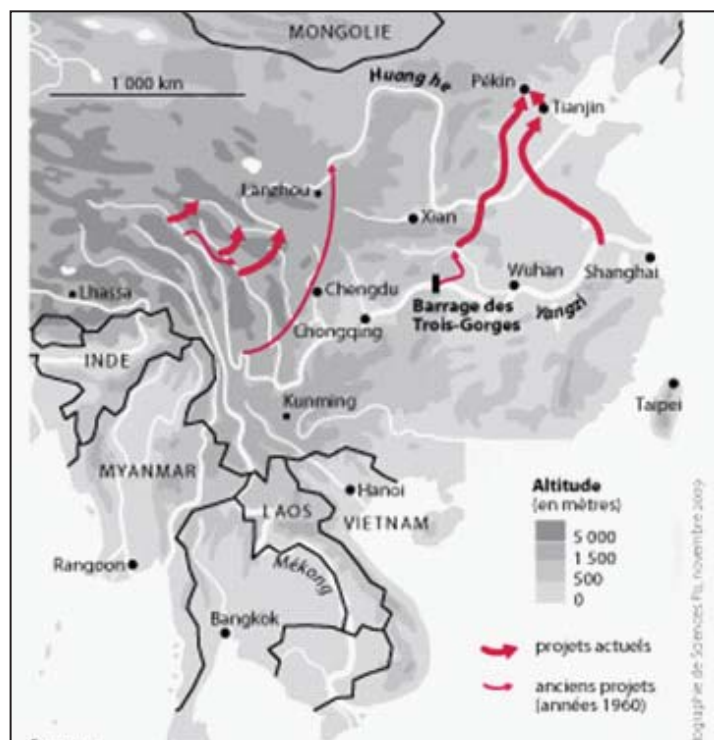 MONGOLIE
1 000 km
Huang he
Pékin
Tianjin
Lanzhou
Xian
Lhassa
Chengdu
Chongqing
Wuhan
Shanghai
Barrage des
Trois-Gorges
Yangzi
INDE
Kunming
Taipei
MYANMAR
Hanoi
LAOS
VIETNAM
Rangoon
Mékong
Bangkok
Altitude
(en mètres)
5 000
1 500
500
0
projets actuels
anciens projets
(années 1960)
ographie de Sciences Po, novembre 2009